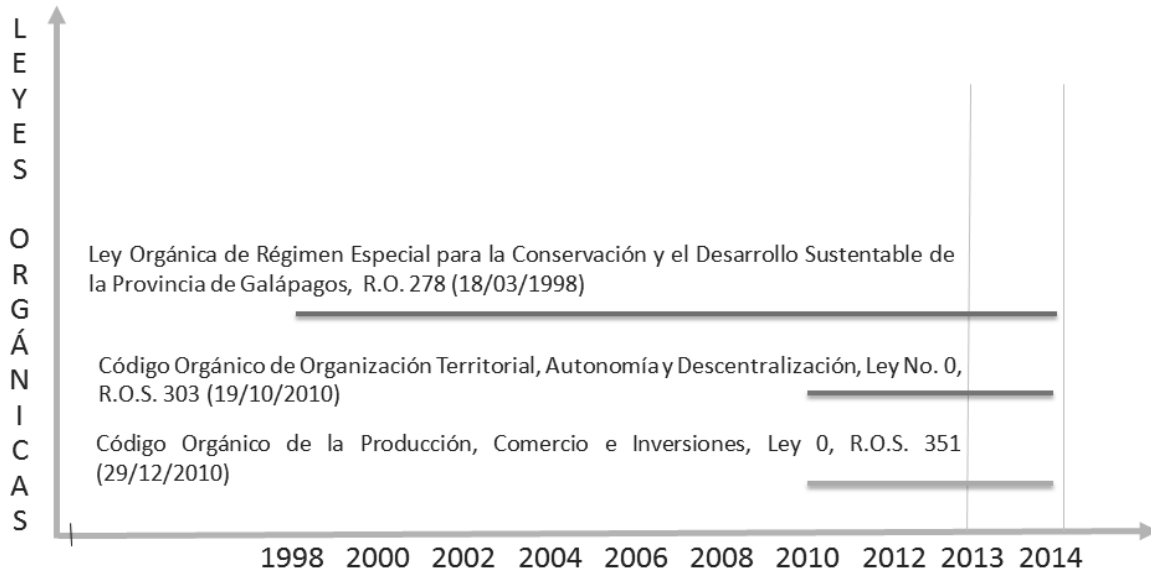 LEYES ORGÁNICAS
Ley Orgánica de Régimen Especial para la Conservación y el Desarrollo Sustentable de
la Provincia de Galápagos, R.O. 278 (18/03/1998)
Código Orgánico de Organización Territorial, Autonomía y Descentralización, Ley No. 0,
R.O.S. 303 (19/10/2010)
Código Orgánico de la Producción, Comercio e Inversiones, Ley 0, R.O.S. 351
(29/12/2010)
1998 2000 2002 2004 2006 2008 2010 2012 2013 2014